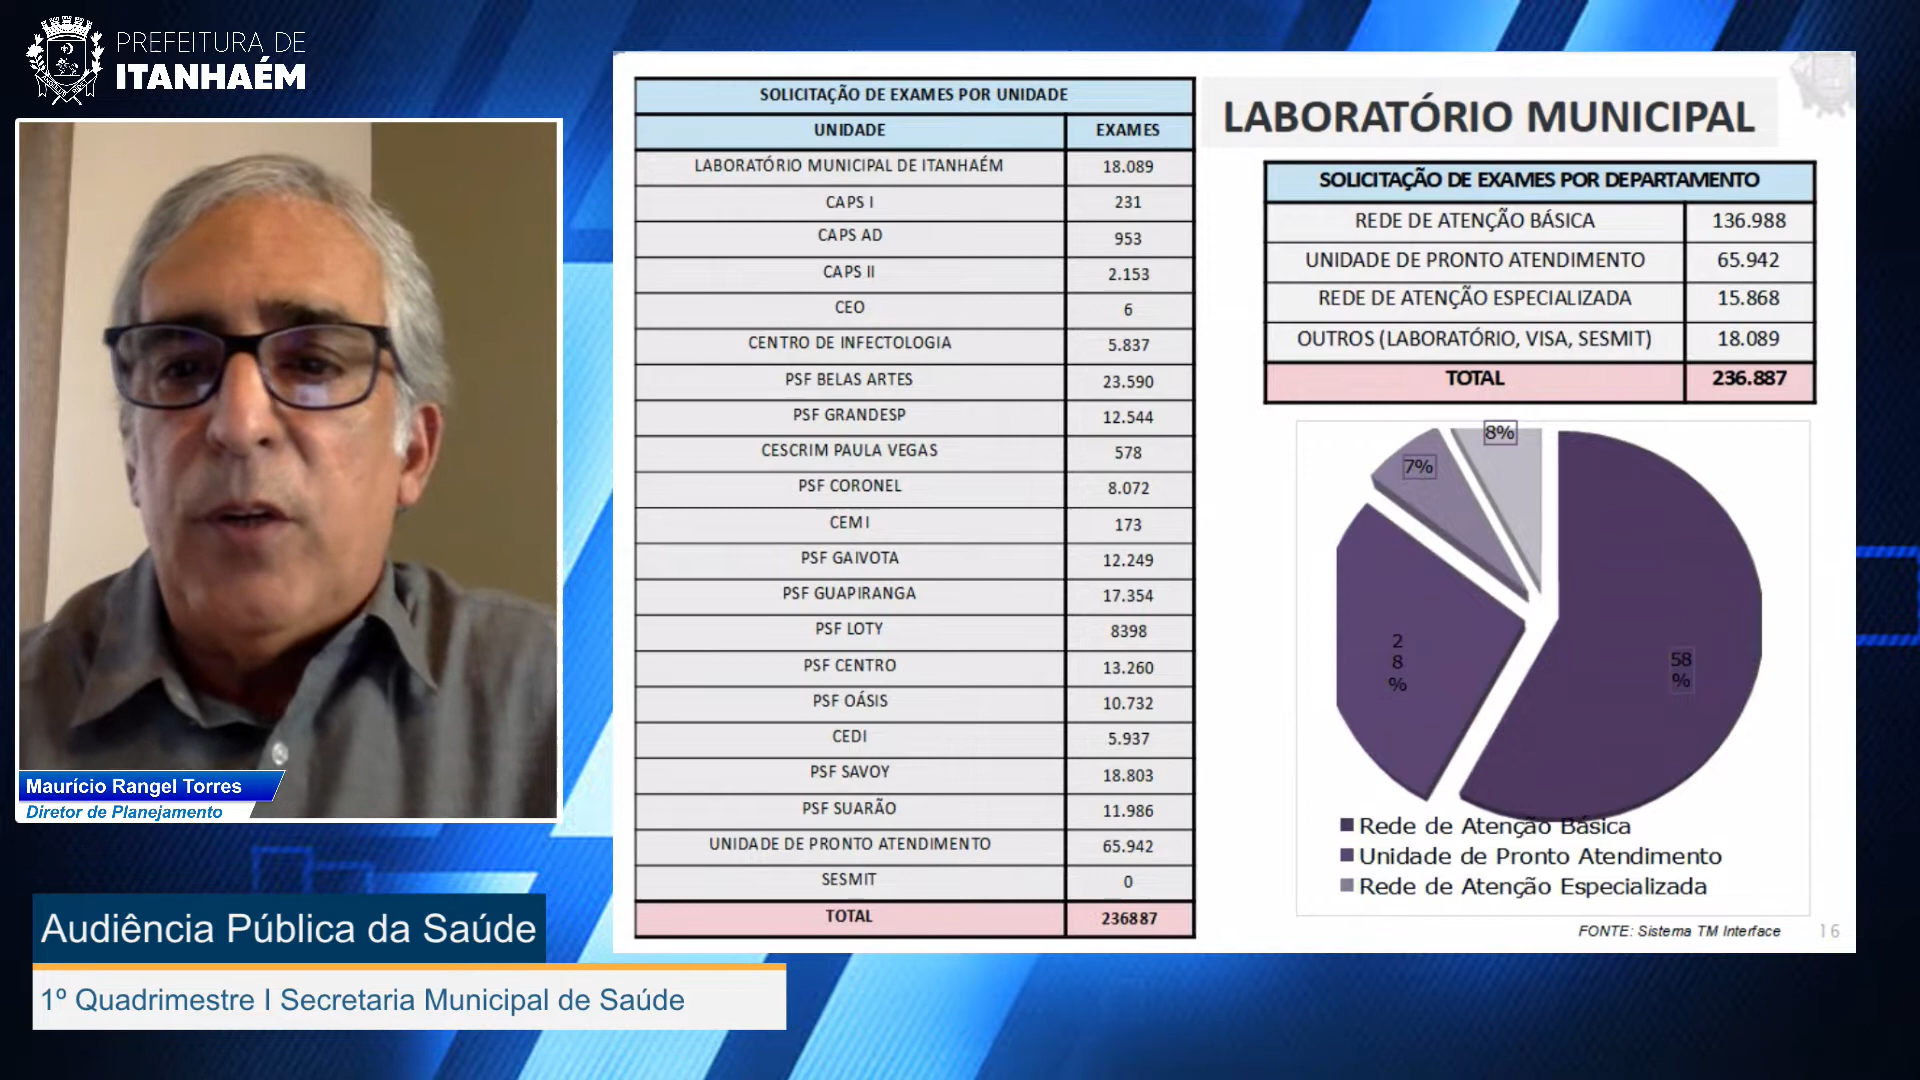 PREFEITURA DE
ITANHAÉM
Maurício Rangel Torres
Diretor de Planejamento
Audiência Pública da Saúde
1º Quadrimestre I Secretaria Municipal de Saúde
SOLICITAÇÃO DE EXAMES POR UNIDADE
UNIDADE EXAMES
LABORATÓRIO MUNICIPAL DE ITANHAÉM 18.089
CAPS I 231
CAPS AD 953
CAPS II 2.153
CEO 6
CENTRO DE INFECTOLOGIA 5.837
PSF BELAS ARTES 23.590
PSF GRANDESP 12.544
CESCRIM PAULA VEGAS 578
PSF CORONEL 8.072
CEMI 173
PSF GAIVOTA 12.249
PSF GUAPIRANGA 17.354
PSF LOTY 8398
PSF CENTRO 13.260
PSF OÁSIS 10.732
CEDI 5.937
PSF SAVOY 18.803
PSF SUARÃO 11.986
UNIDADE DE PRONTO ATENDIMENTO 65.942
SESMIT 0
TOTAL 236887
LABORATÓRIO MUNICIPAL
SOLICITAÇÃO DE EXAMES POR DEPARTAMENTO
REDE DE ATENÇÃO BÁSICA 136.988
UNIDADE DE PRONTO ATENDIMENTO 65.942
REDE DE ATENÇÃO ESPECIALIZADA 15.868
OUTROS (LABORATÓRIO, VISA, SESMIT) 18.089
TOTAL 236.887
8%
7%
2
8
%
58
%
Rede de Atenção Básica
Unidade de Pronto Atendimento
Rede de Atenção Especializada
FONTE: Sistema TM Interface 16